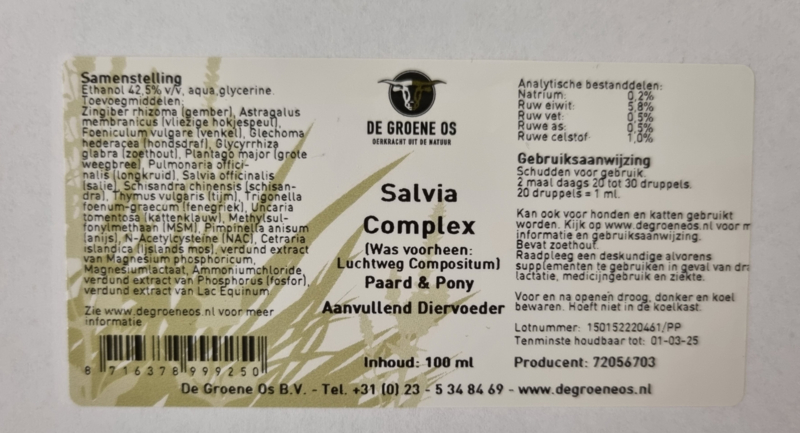 Samenstelling
Ethanol 42,5% v/v, aqua,glycerine.
Toevoegmiddelen:
Zingiber rhizoma (gember), Astragalus
membranicus (vliezige hokjespeul),
Foeniculum vulgare (venkel), Glechoma
hederacea (hondsdraf), Glycyrrhiza
glabra (zoethout), Plantago major (grote
weegbree), Pulmonaria offici-
nalis (longkruid), Salvia officinalis
(salie), Schisandra chinensis (schisan-
dra), Thymus vulgaris (tijm), Trigonella
foenum-graecum (fenegriek), Uncaria
tomentosa (kattenklauw), Methylsul-
fonylmethaan (MSM), Pimpinella anisum
(anijs), N-Acetylcysteine (NAC), Cetraria
islandica (ijslands mos), verdund extract
van Magnesium phosphoricum,
Magnesiumlactaat, Ammoniumchloride,
verdund extract van Phosphorus (fosfor),
verdund extract van Lac Equinum.
Zie www.degroeneos.nl voor meer
informatie
8 716378 999250
DE GROENE OS
OERKRACHT UIT DE NATUUR
Salvia
Complex
(Was voorheen:
Luchtweg Compositum)
Paard & Pony
Aanvullend Diervoeder
Inhoud: 100 ml
Analytische bestanddelen:
Natrium: 0,2%
Ruw eiwit: 5,8%
Ruw vet: 0,5%
Ruwe as: 0,5%
Ruwe celstof: 1,0%
Gebruiksaanwijzing
Schudden voor gebruik.
2 maal daags 20 tot 30 druppels.
20 druppels = 1 ml.
Kan ook voor honden en katten gebruikt
worden. Kijk op www.degroeneos.nl voor m
informatie en gebruiksaanwijzing.
Bevat zoethout.
Raadpleeg een deskundige alvorens
supplementen te gebruiken in geval van dra
lactatie, medicijngebruik en ziekte.
Voor en na openen droog, donker en koel
bewaren. Hoeft niet in de koelkast.
Lotnummer: 150152220461/PP
Tenminste houdbaar tot: 01-03-25
Producent: 72056703
De Groene Os B.V. - Tel. +31 (0) 23 - 5 34 84 69 - www.degroeneos.nl